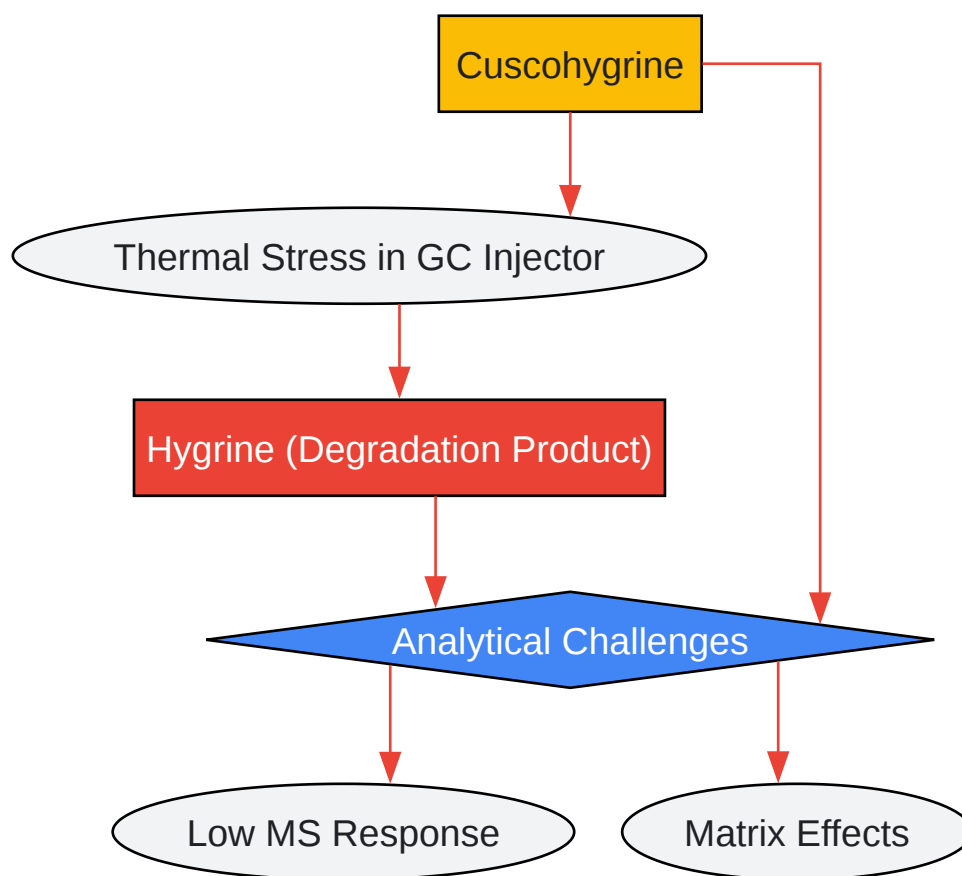 Cuscohygrine
Thermal Stress in GC Injector
Hygrine (Degradation Product)
Analytical Challenges
Low MS Response
Matrix Effects